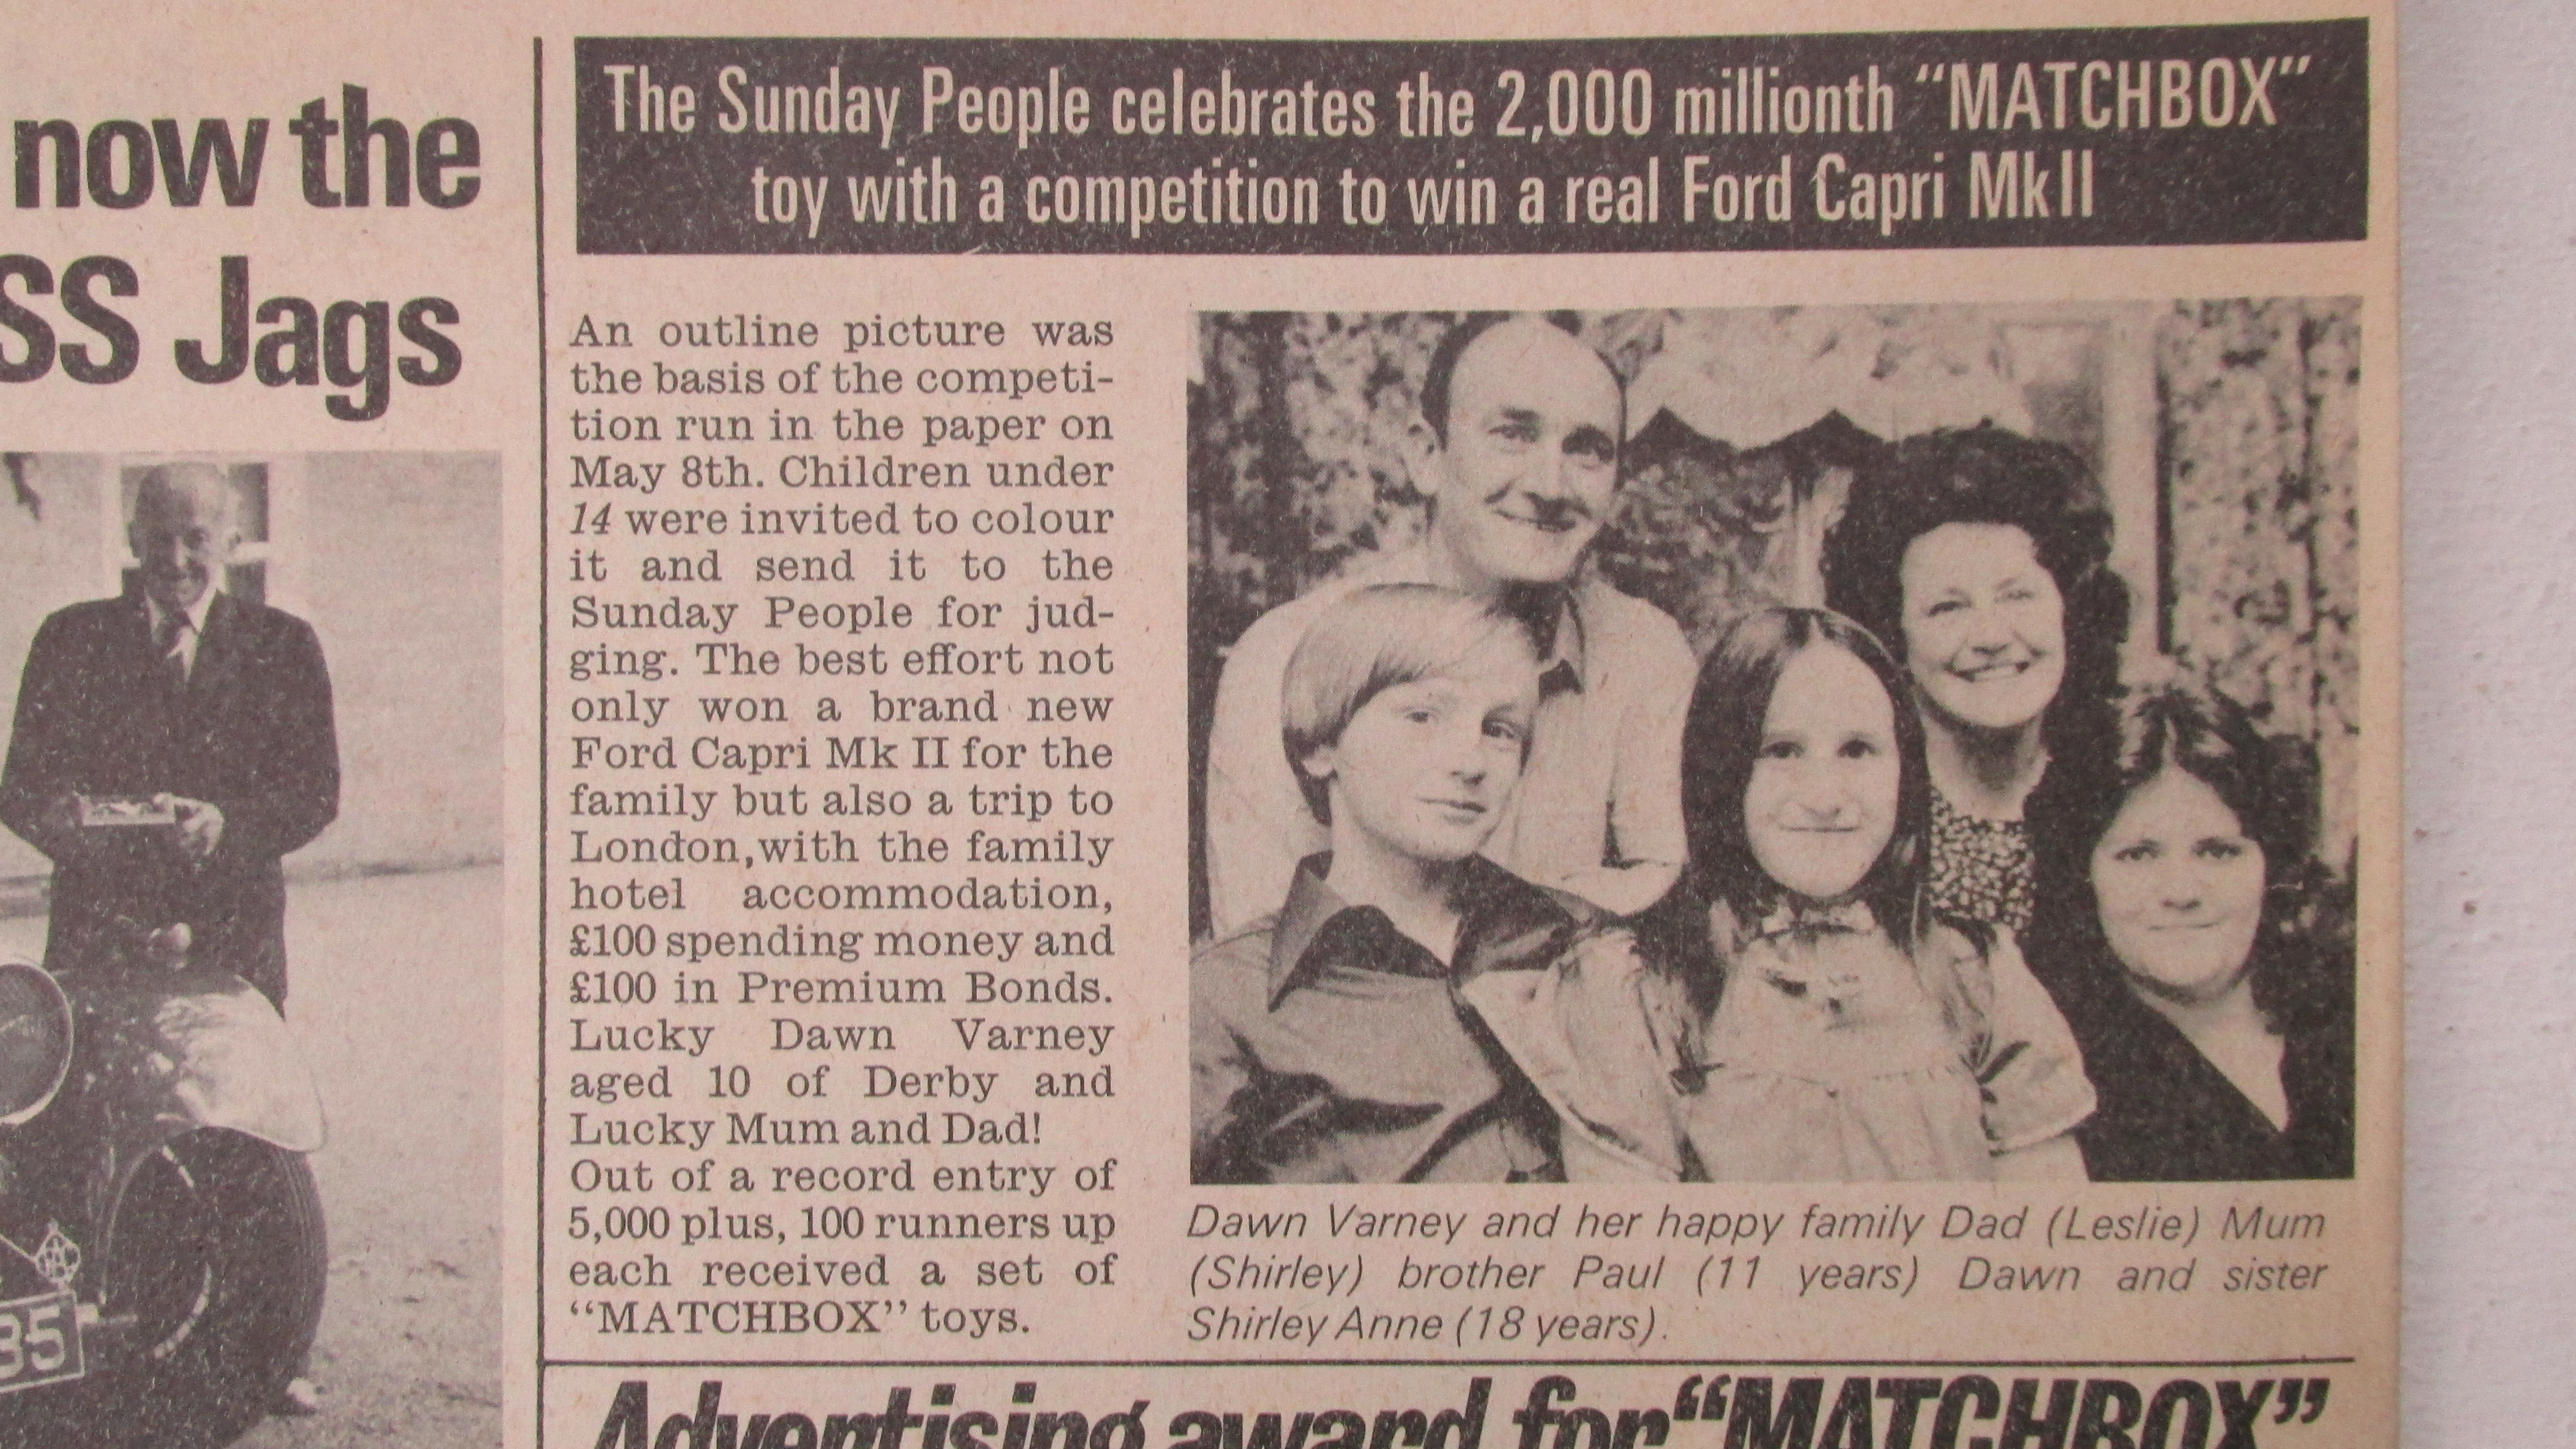 now the
SS Jags
35
The Sunday People celebrates the 2,000 millionth “MATCHBOX”
toy with a competition to win a real Ford Capri Mk II
An outline picture was
the basis of the competi-
tion run in the paper on
May 8th. Children under
14 were invited to colour
it and send it to the
Sunday People for jud-
ging. The best effort not
only won a brand new
Ford Capri Mk II for the
family but also a trip to
London,with the family
hotel accommodation,
£100 spending money and
£100 in Premium Bonds.
Lucky Dawn Varney
aged 10 of Derby and
Lucky Mum and Dad!
Out of a record entry of
5,000 plus, 100 runners up
each received a set of
“MATCHBOX” toys.
Dawn Varney and her happy family Dad (Leslie) Mum
(Shirley) brother Paul (11 years) Dawn and sister
Shirley Anne (18 years).
Advertising award for “MATCHBOX”